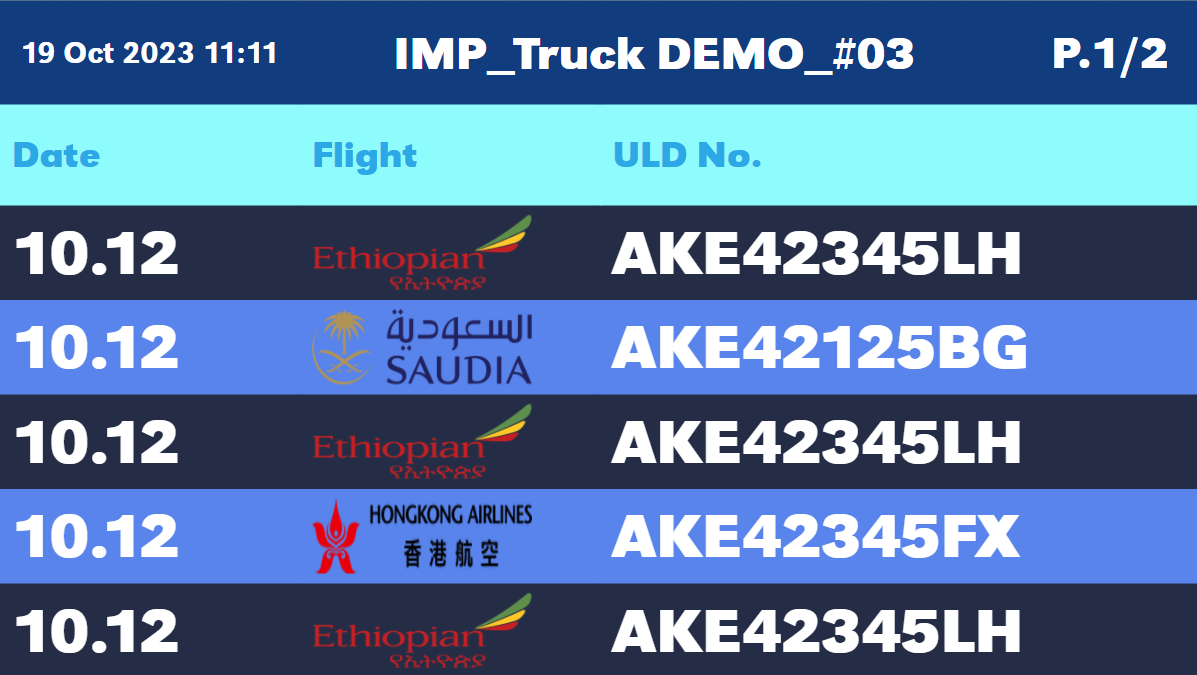 19 Oct 2023 11:11 IMP_Truck DEMO_#03 P.1/2
Date Flight ULD No.
10.12 Ethiopian AKE42345LH
የኢትዮጵያ
السعودية
10.12 SAUDIA AKE42125BG
10.12 Ethiopian AKE42345LH
የኢትዮጵያ
HONGKONG AIRLINES
10.12 香港航空 AKE42345FX
10.12 Ethiopian AKE42345LH
የኢትዮጵያ